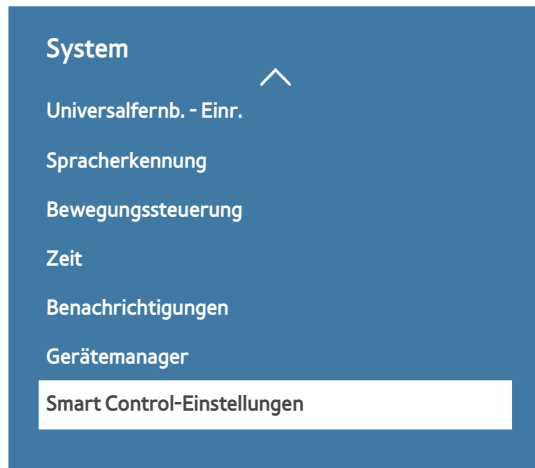 System
Universalfernb. - Einr.
Spracherkennung
Bewegungssteuerung
Zeit
Benachrichtigungen
Gerätemanager
Smart Control-Einstellungen